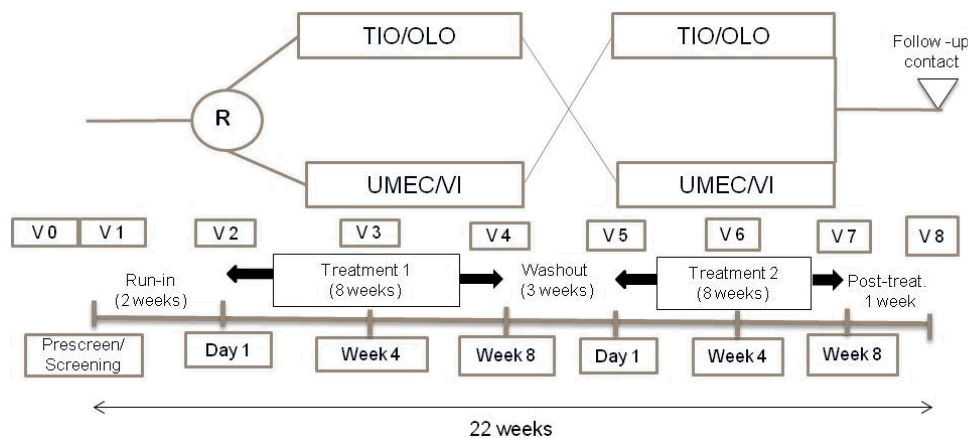 TIO/OLO
TIO/OLO
Follow -up
contact
R
UMEC/VI
UMEC/VI
V 0
V 1
V 2
V 3
V 4
V 5
V 6
V 7
V 8
Run-in
(2 weeks)
Treatment 1
(8 weeks)
Washout
(3 weeks)
Treatment 2
(8 weeks)
Post-treat.
1 week
Prescreen/
Screening
Day 1
Week 4
Week 8
Day 1
Week 4
Week 8
22 weeks